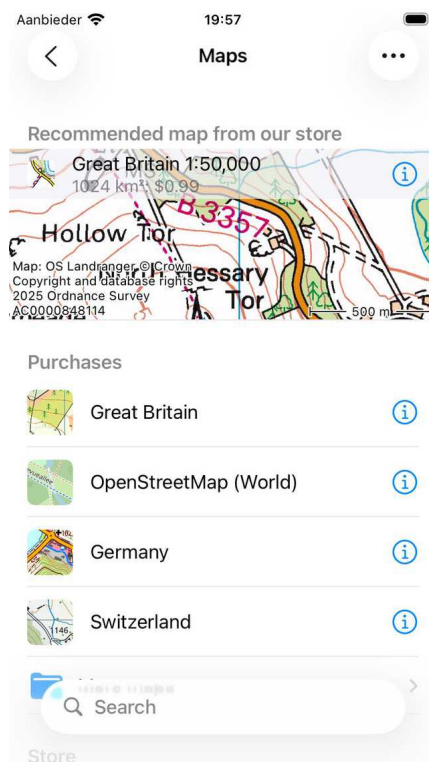 Aanbieder 19:57
Maps
Recommended map from our store
Great Britain 1:50,000
1024 km²: $0.99
B 3357
Hollow Tor
Tor
Map: OS Landranger © Crown
Copyright and database rights
2025 Ordnance Survey
AC0000848114
500 m
Purchases
Great Britain
OpenStreetMap (World)
Germany
Switzerland
1146
Search
Store